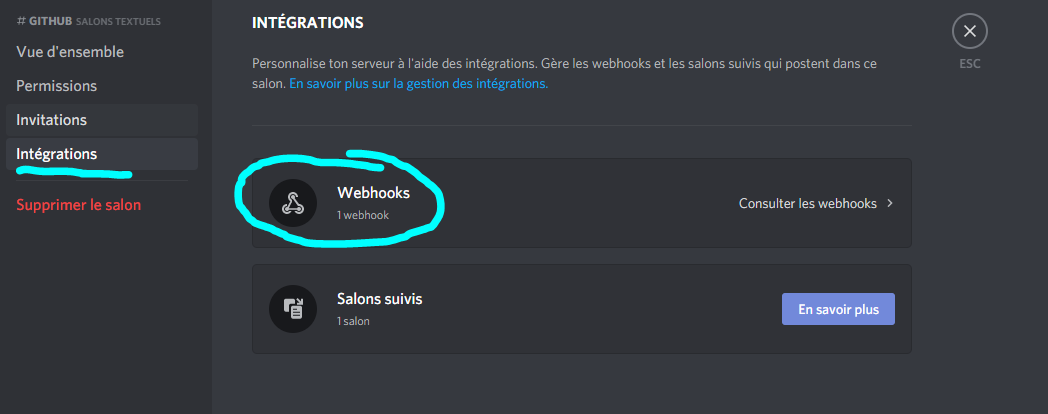 # GITHUB SALONS TEXTUELS
Vue d'ensemble
Permissions
Invitations
Intégrations
Supprimer le salon
INTÉGRATIONS
Personnalise ton serveur à l'aide des intégrations. Gère les webhooks et les salons suivis qui postent dans ce
salon. En savoir plus sur la gestion des intégrations.
ESC
Webhooks
1 webhook
Consulter les webhooks
Salons suivis
1 salon
En savoir plus